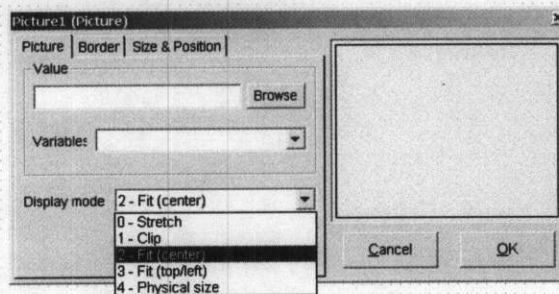 Picture1 (Picture)
Picture Border Size & Position
Value
Browse
Variables
Display mode 2 - Fit (center)
0 - Stretch
1 - Clip
2 - Fit (center)
3 - Fit (top/left)
4 - Physical size
Cancel OK